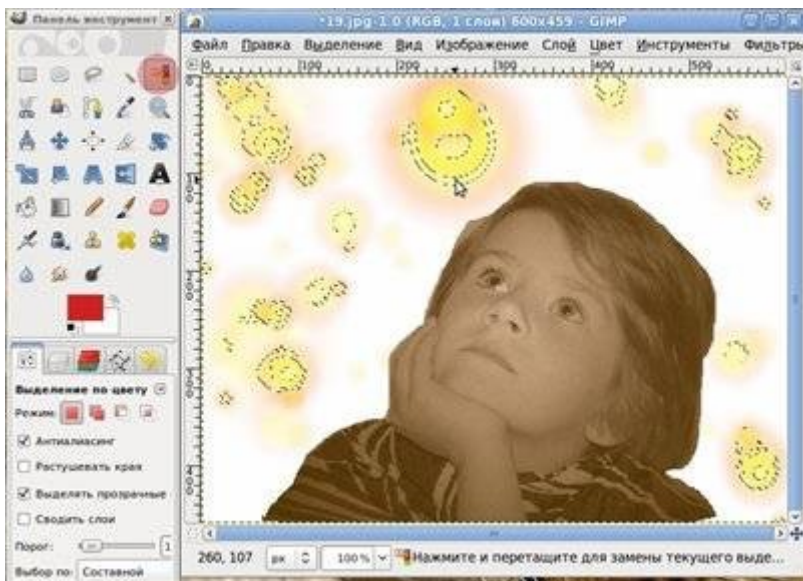 Панель инструмент
*19.jpg-1.0 (RGB, 1 слой) 600x459 – GIMP
Файл Правка Выделение Вид Изображение Слой Цвет Инструменты Фильтры
0 100 200 300 400 500
Выделение по цвету
Режим:
Антиалиасинг
Растушевать края
Выделять прозрачные
Сводить слои
Порог: 1
Выбор по: Составной
260, 107 px 100 % Нажмите и перетащите для замены текущего выде...